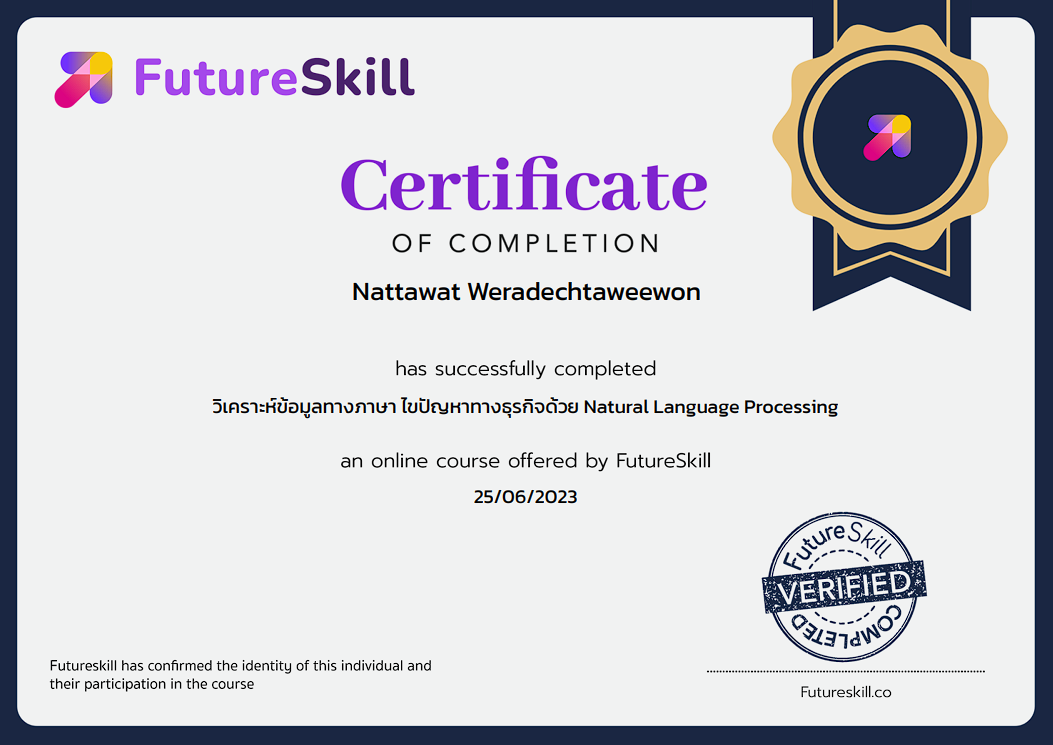 FutureSkill
Certificate
OF COMPLETION
Nattawat Weradechtaweewon
has successfully completed
วิเคราะห์ข้อมูลทางภาษา ไขปัญหาทางธุรกิจด้วย Natural Language Processing
an online course offered by FutureSkill
25/06/2023
FutureSkill
VERIFIED
COMPLETED
Futureskill has confirmed the identity of this individual and
their participation in the course
Futureskill.co